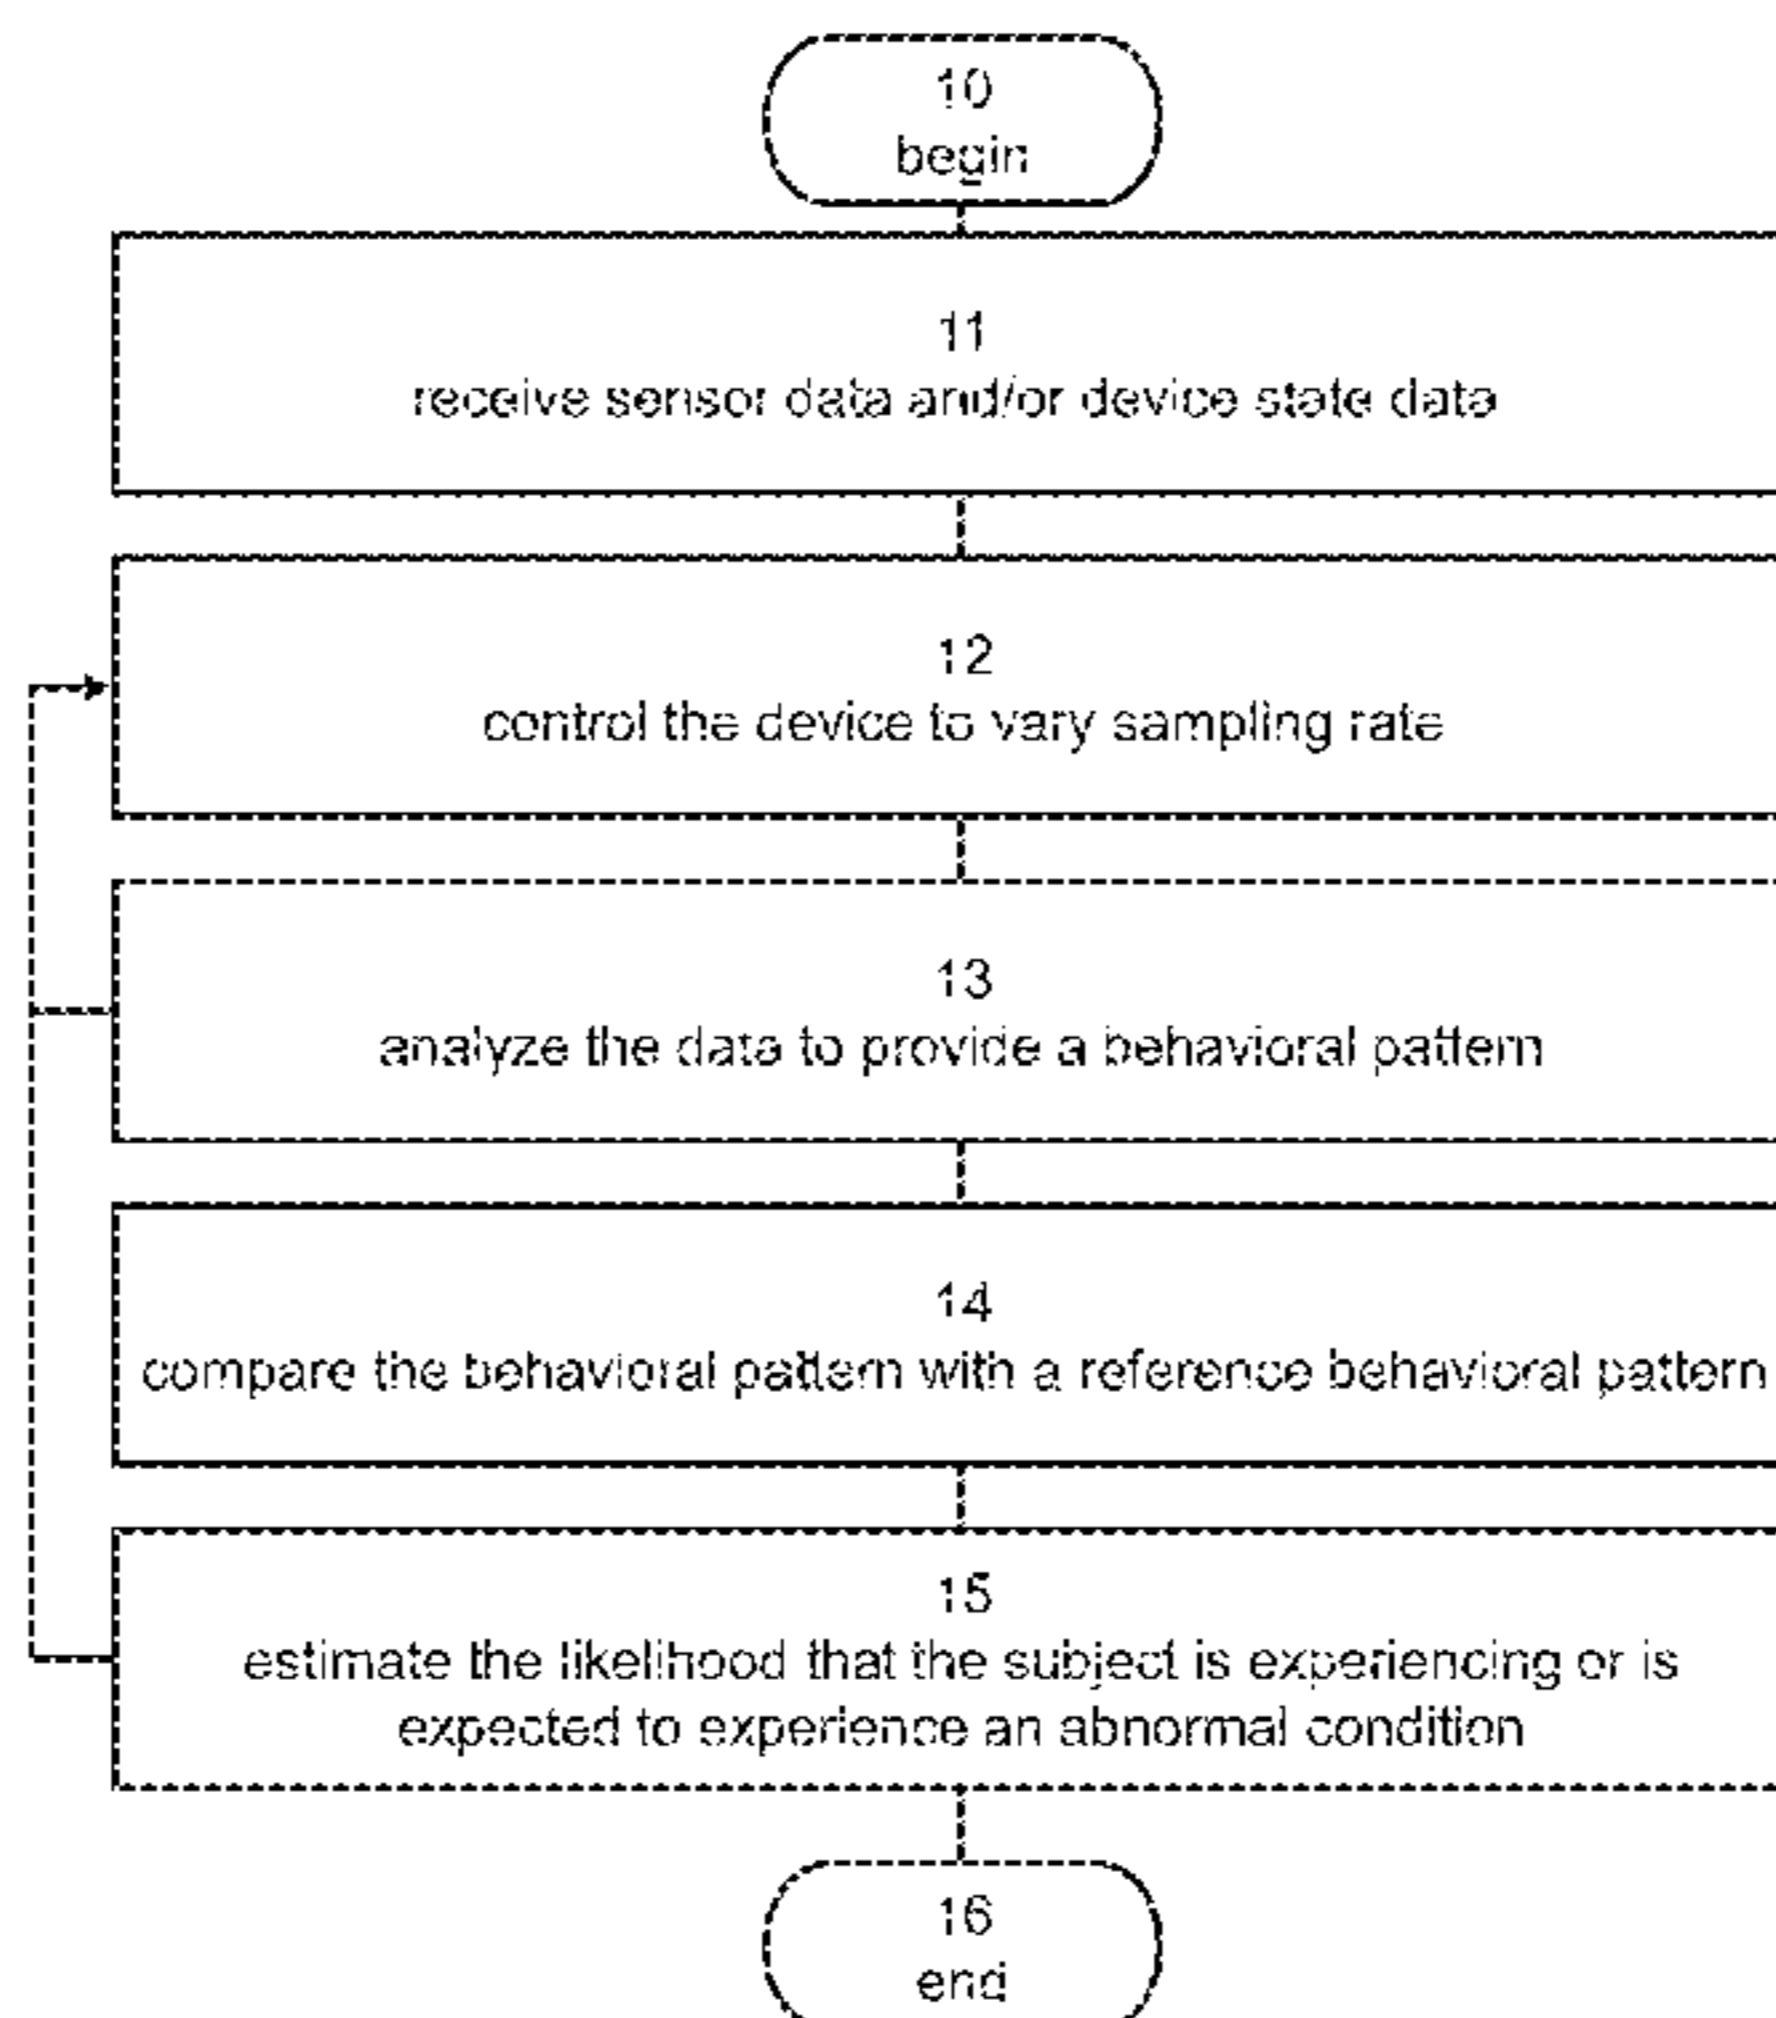 10
begin
11
receive sensor data and/or device state data
12
control the device to vary sampling rate
13
analyze the data to provide a behavioral pattern
14
compare the behavioral pattern with a reference behavioral pattern
15
estimate the likelihood that the subject is experiencing or is
expected to experience an abnormal condition
16
end